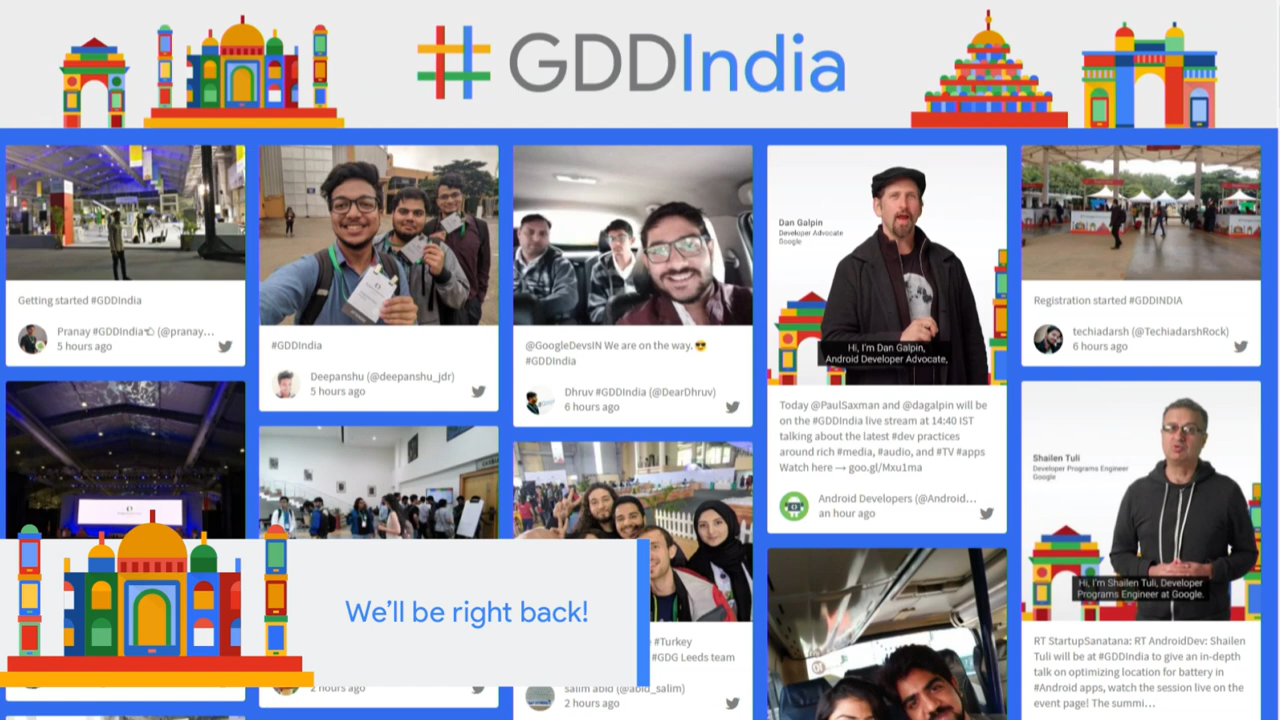 #GDDIndia
Getting started #GDDIndia
Pranay #GDDIndia (@pranay...
5 hours ago
#GDDIndia
Deepanshu (@deepanshu_jdr)
5 hours ago
@GoogleDevsIN We are on the way.😎
#GDDIndia
Dhruv #GDDIndia (@DearDhruv)
6 hours ago
#Turkey
#GDG Leeds team
salim abid (@abid_salim)
2 hours ago
Dan Galpin
Developer Advocate
Google
Hi, I'm Dan Galpin,
Android Developer Advocate,
Today @PaulSaxman and @dagalpin will be
on the #GDDIndia live stream at 14:40 IST
talking about the latest #dev practices
around rich #media, #audio, and #TV #apps
Watch here → goo.gl/Mxu1ma
Android Developers (@Android...
an hour ago
Registration started #GDDINDIA
techiadarsh (@TechiadarshRock)
6 hours ago
Shailen Tuli
Developer Programs Engineer
Google
Hi, I'm Shailen Tuli, Developer
Programs Engineer at Google.
RT StartupSanatana: RT AndroidDev: Shailen
Tuli will be at #GDDIndia to give an in-depth
talk on optimizing location for battery in
#Android apps, watch the session live on the
event page! The summi...
We'll be right back!
2 hours ago